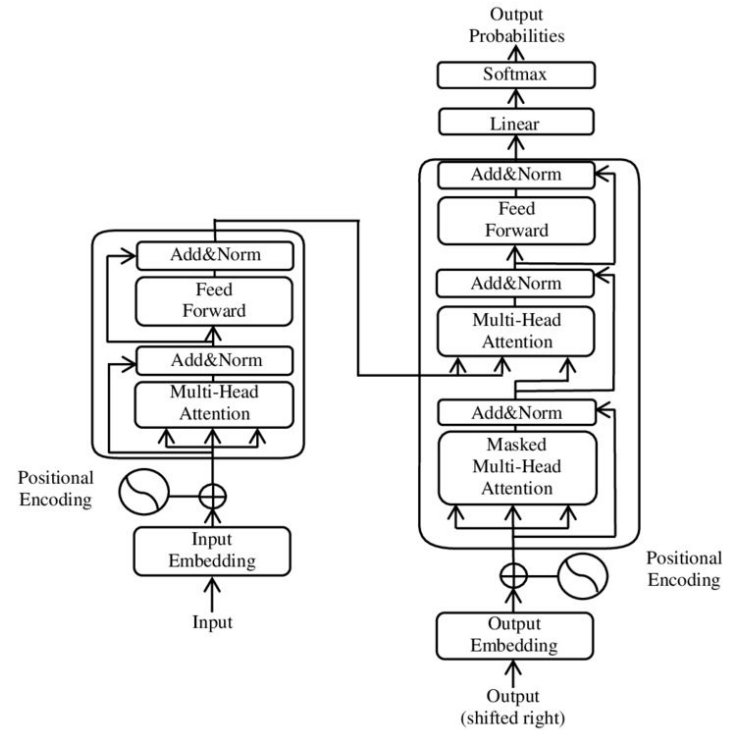 Output
Probabilities
Softmax
Linear
Add&Norm
Feed
Forward
Add&Norm
Multi-Head
Attention
Add&Norm
Masked
Multi-Head
Attention
Positional
Encoding
Output
Embedding
Output
(shifted right)
Add&Norm
Feed
Forward
Add&Norm
Multi-Head
Attention
Positional
Encoding
Input
Embedding
Input